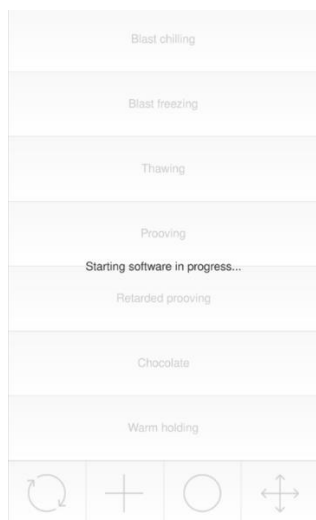 Blast chilling
Blast freezing
Thawing
Prooving
Starting software in progress...
Retarded prooving
Chocolate
Warm holding